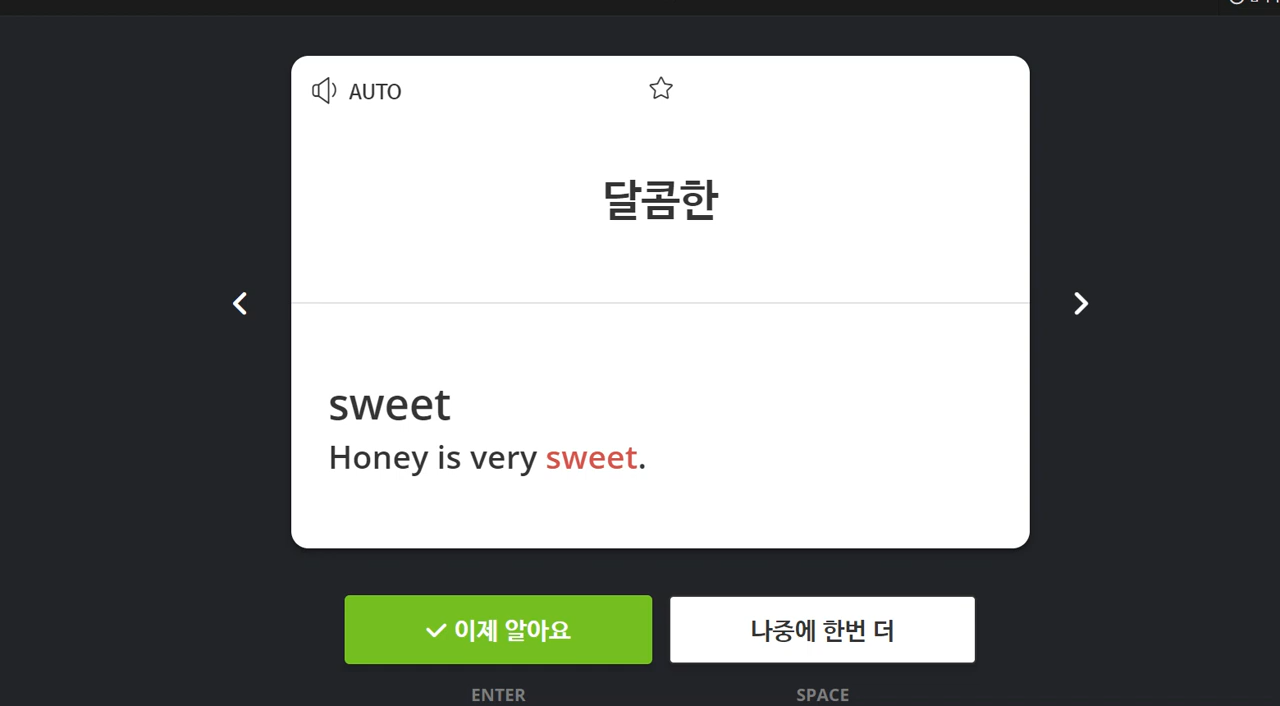 AUTO
달콤한
sweet
Honey is very sweet.
이제 알아요
나중에 한번 더
ENTER
SPACE